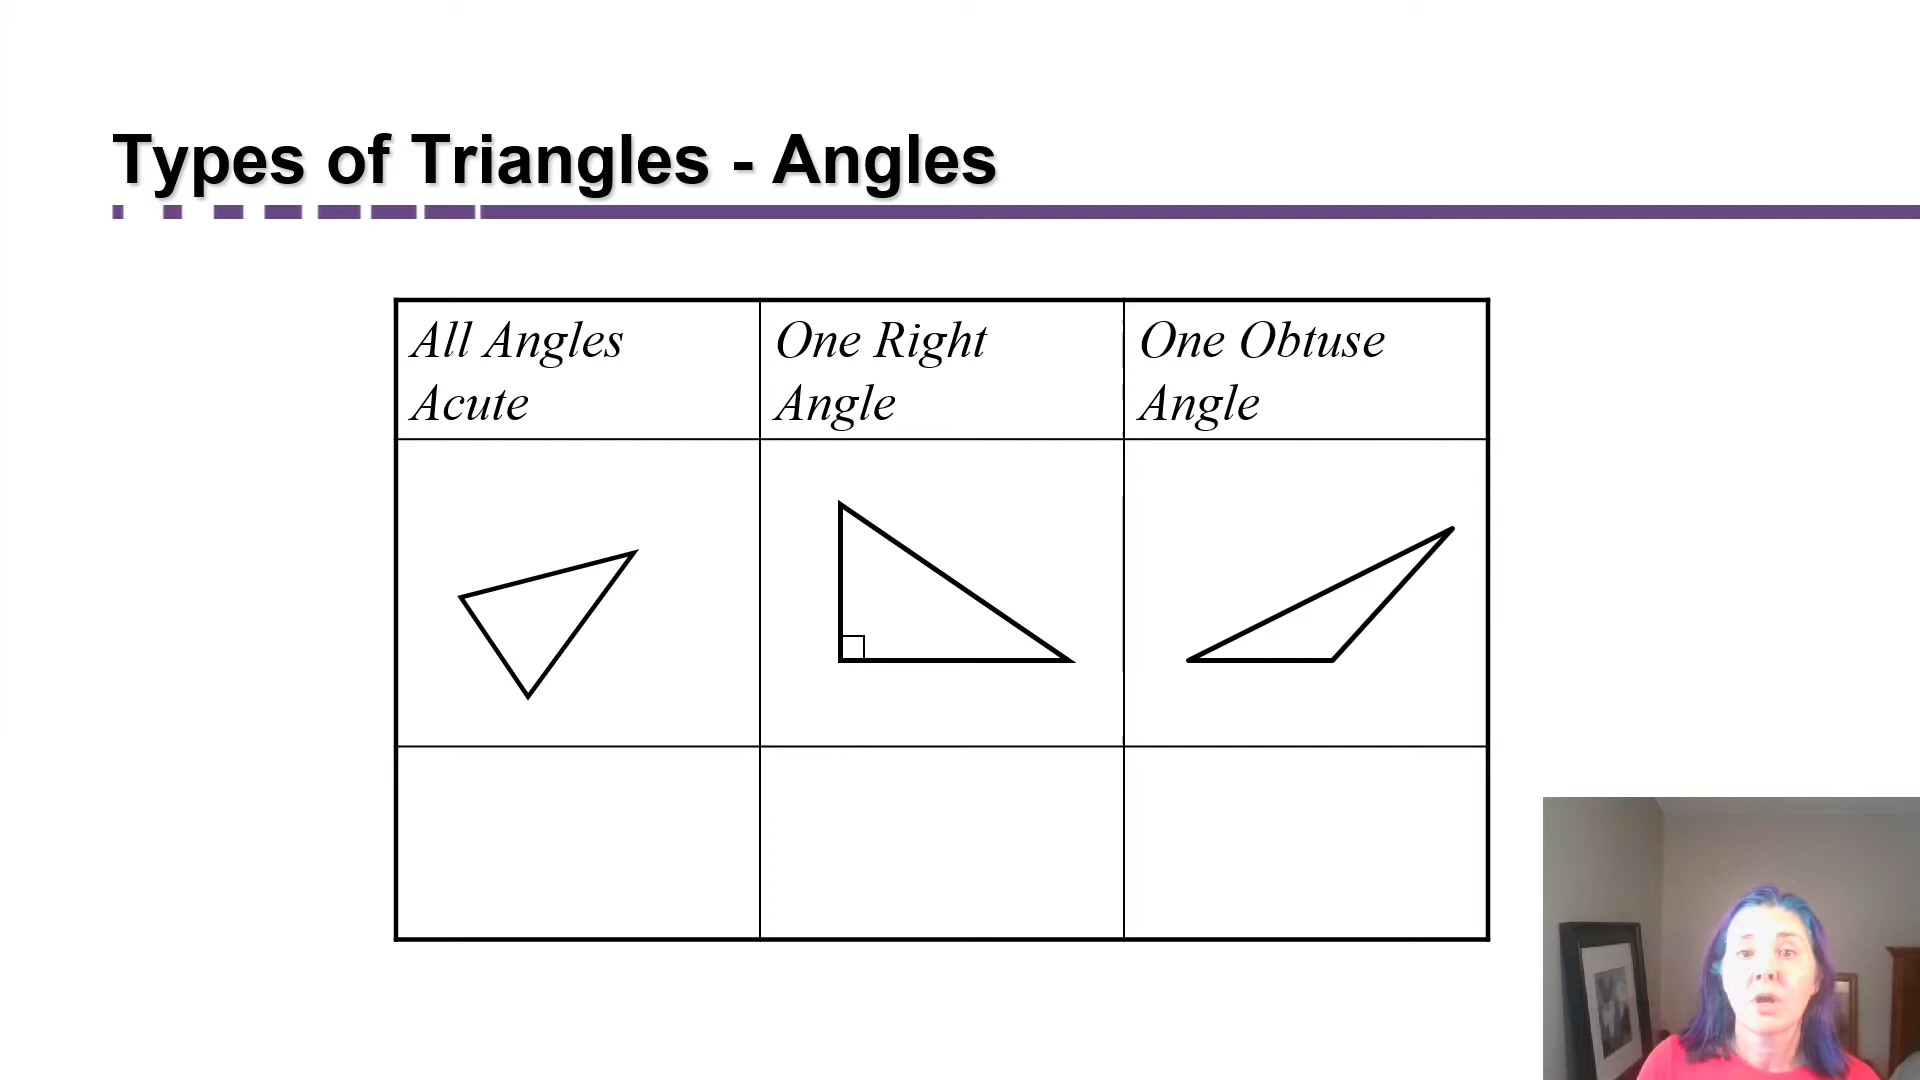 Types of Triangles - Angles
All Angles
Acute
One Right
Angle
One Obtuse
Angle